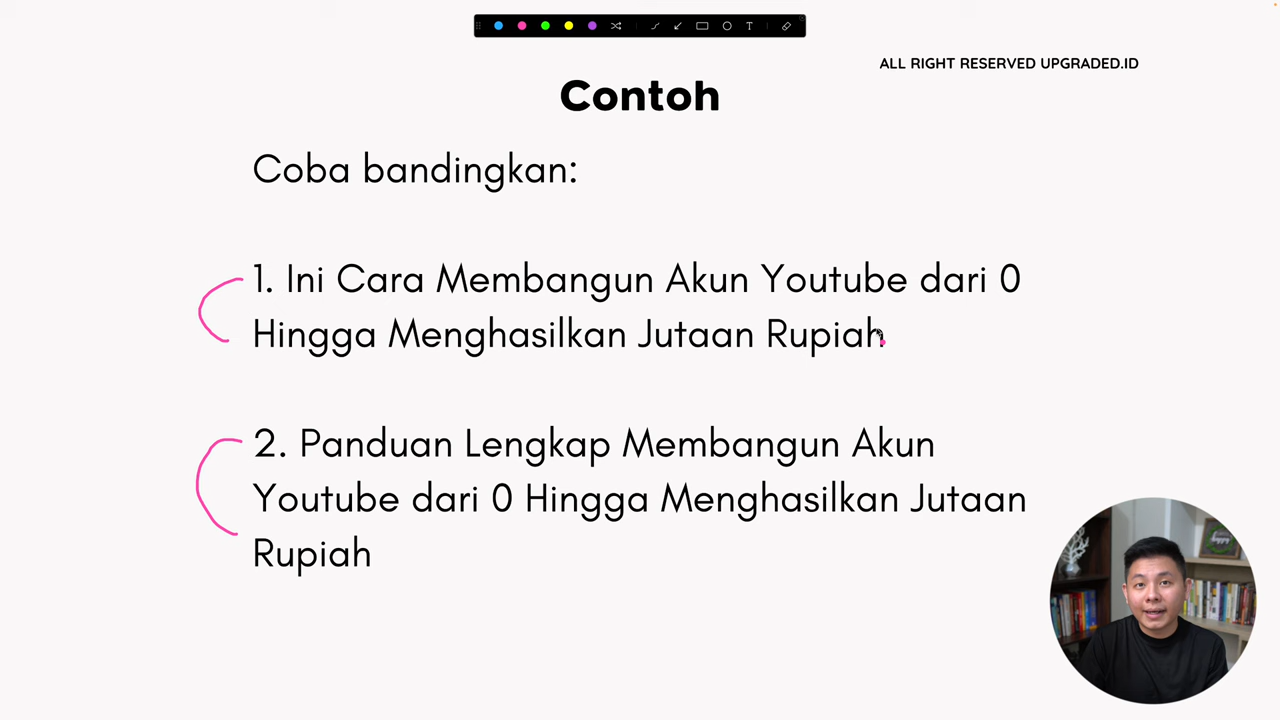 ALL RIGHT RESERVED UPGRADED.ID
Contoh
Coba bandingkan:
1. Ini Cara Membangun Akun Youtube dari 0
Hingga Menghasilkan Jutaan Rupiah
2. Panduan Lengkap Membangun Akun
Youtube dari 0 Hingga Menghasilkan Jutaan
Rupiah